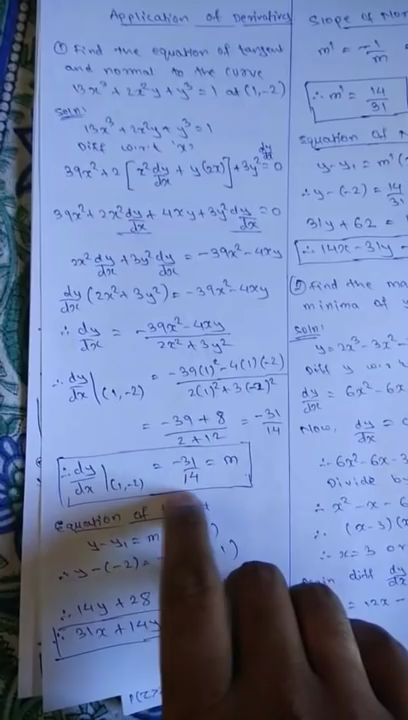 Application of Derivative
① Find the equation of tangent
and normal to the curve
13x³ + 2x²y + y³ = 1 at (1,-2)
Soln:
13x³ + 2x²y + y³ = 1
Diff w.r.t 'x'
39x² + 2[x² dy/dx + y(2x)] + 3y² dy/dx = 0
39x² + 2x² dy/dx + 4xy + 3y² dy/dx = 0
2x² dy/dx + 3y² dy/dx = -39x² - 4xy
dy/dx (2x² + 3y²) = -39x² - 4xy
∴ dy/dx = -39x² - 4xy / 2x² + 3y²
∴ dy/dx |(1,-2) = -39(1)² - 4(1)(-2) / 2(1)² + 3(-2)²
= -39 + 8 / 2 + 12 = -31/14
∴ dy/dx |(1,-2) = -31/14 = m
Equation of
y - y₁ = m
∴ y - (-2) =
∴ 14y + 28
∴ 31x + 14y
Slope of
m' = -1/m
∴ m' = 14/31
Equation of
y - y₁ = m'(
∴ y - (-2) = 14/31
31y + 62 =
∴ 14x - 31y -
② Find the
minima of
Soln:
y = 2x³ - 3x² -
Diff y w.r.t
dy/dx = 6x² - 6x
Now, dy/dx =
∴ 6x² - 6x - 3
Divide b
∴ x² - x - 6
∴ (x-3)(x
∴ x = 3 or
diff dy/dx
= 12x -